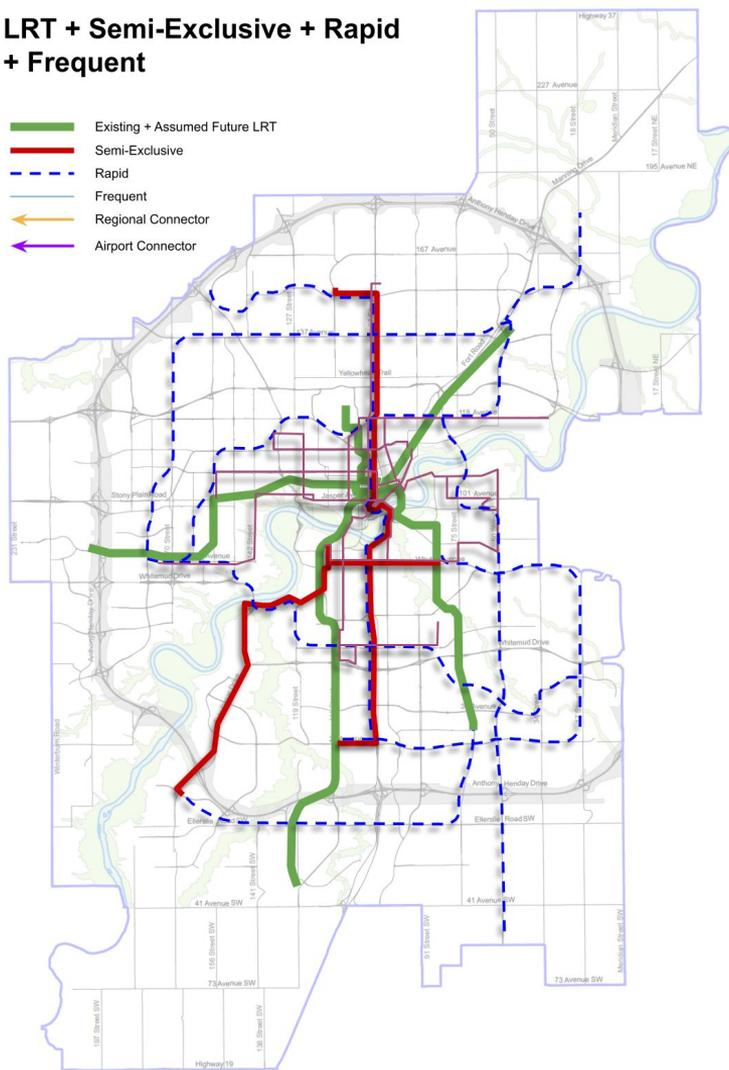 LRT + Semi-Exclusive + Rapid
+ Frequent
Existing + Assumed Future LRT
Semi-Exclusive
Rapid
Frequent
Regional Connector
Airport Connector
Highway 37
227 Avenue
50 Street
18 Street
Meridian Street
17 Street NE
Manning Drive
195 Avenue NE
Anthony Henday Drive
167 Avenue
127 Street
137 Avenue
Fort Road
Yellowhead Trail
17 Street NE
118 Avenue
Stony Plain Road
Jasper
101 Avenue
231 Street
142 Street
75 Street
Avenue
Whitemud Drive
Anthony Henday Drive
Whitemud Drive
119 Street
Avenue
Winterburn Road
Anthony Henday Drive
Ellerslie Road SW
Ellerslie Road SW
141 Street SW
41 Avenue SW
41 Avenue SW
156 Street SW
91 Street SW
Meridian Street SW
73 Avenue SW
73 Avenue SW
197 Street SW
138 Street SW
Highway 19